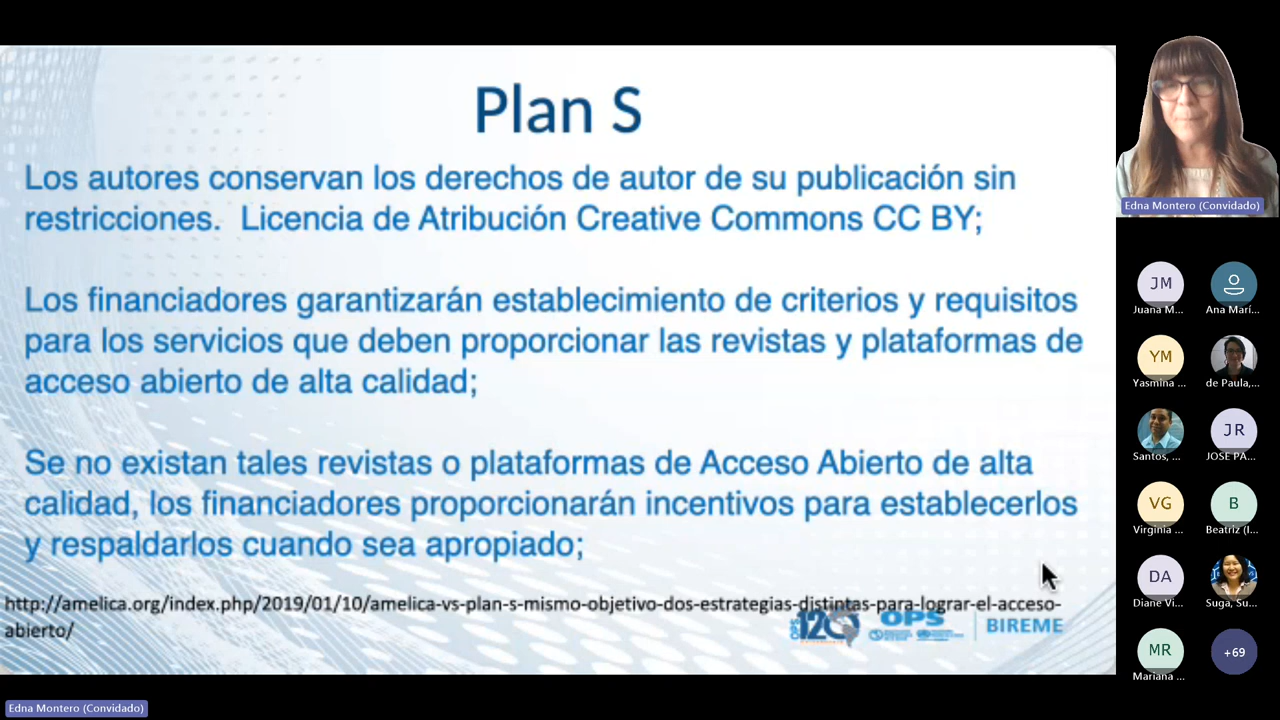 Plan S
Los autores conservan los derechos de autor de su publicación sin
restricciones. Licencia de Atribución Creative Commons CC BY;
Los financiadores garantizarán establecimiento de criterios y requisitos
para los servicios que deben proporcionar las revistas y plataformas de
acceso abierto de alta calidad;
Se no existan tales revistas o plataformas de Acceso Abierto de alta
calidad, los financiadores proporcionarán incentivos para establecerlos
y respaldarlos cuando sea apropiado;
http://amelica.org/index.php/2019/01/10/amelica-vs-plan-s-mismo-objetivo-dos-estrategias-distintas-para-lograr-el-acceso-
abierto/
OPS 120
OPS
BIREME
Edna Montero (Convidado)
JM
Juana M...
Ana Marí...
YM
Yasmina ...
de Paula,...
Santos, ...
JR
JOSE PA...
VG
Virginia ...
B
Beatriz (I...
DA
Diane Vi...
Suga, Su...
MR
Mariana ...
+69
Edna Montero (Convidado)